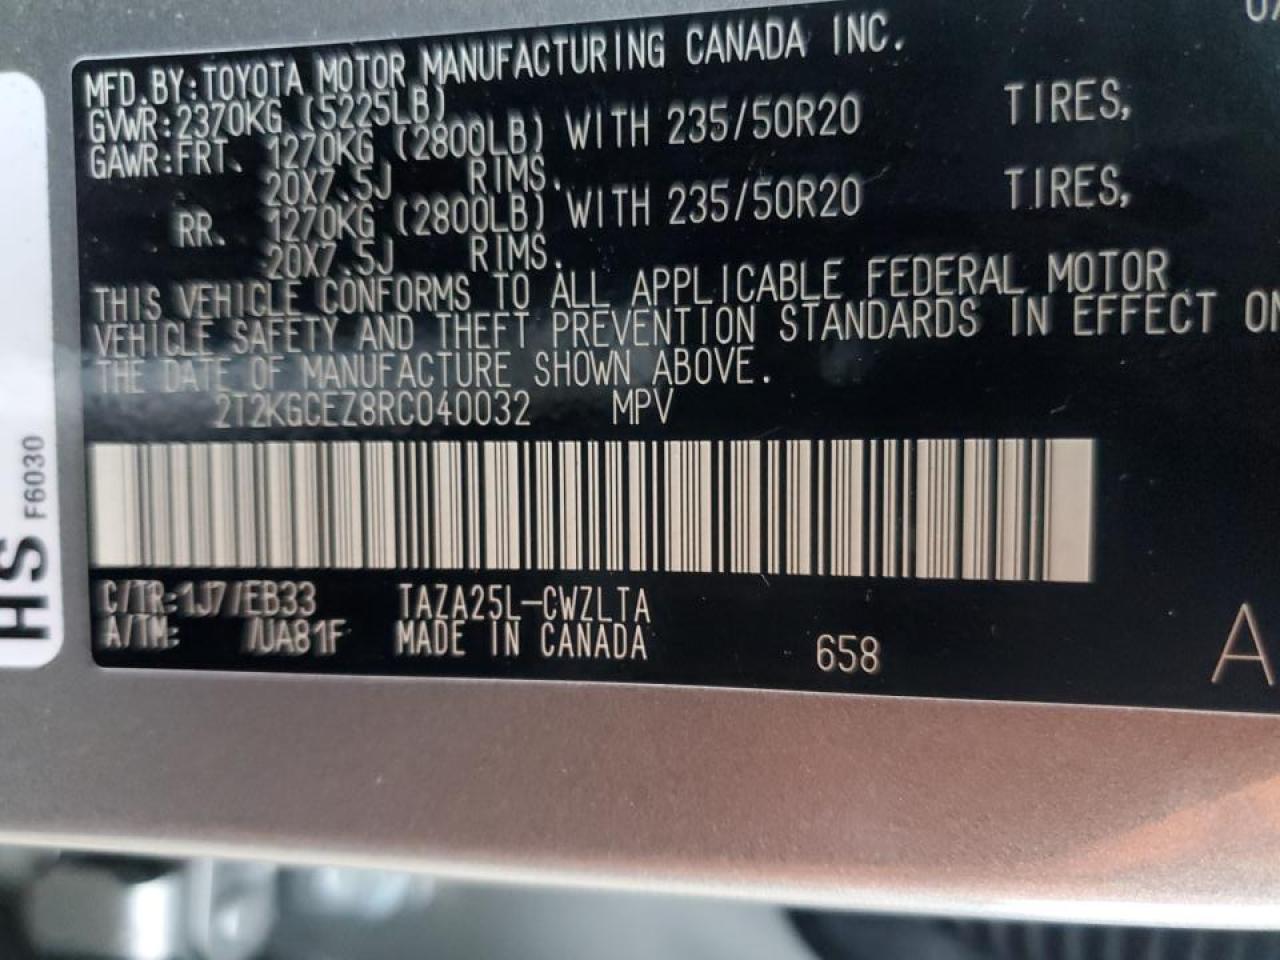 MFD.BY:TOYOTA MOTOR MANUFACTURING CANADA INC.
GVWR:2370KG (5225LB)
GAWR:FRT. 1270KG (2800LB) WITH 235/50R20 TIRES,
20X7.5J RIMS.
RR. 1270KG (2800LB) WITH 235/50R20 TIRES,
20X7.5J RIMS.
THIS VEHICLE CONFORMS TO ALL APPLICABLE FEDERAL MOTOR
VEHICLE SAFETY AND THEFT PREVENTION STANDARDS IN EFFECT ON
THE DATE OF MANUFACTURE SHOWN ABOVE.
2T2KGCEZ8RC040032 MPV
C/TR:1J7/EB33 TAZA25L-CWZLTA
A/TM: /UA81F MADE IN CANADA 658
A
HS
F6030